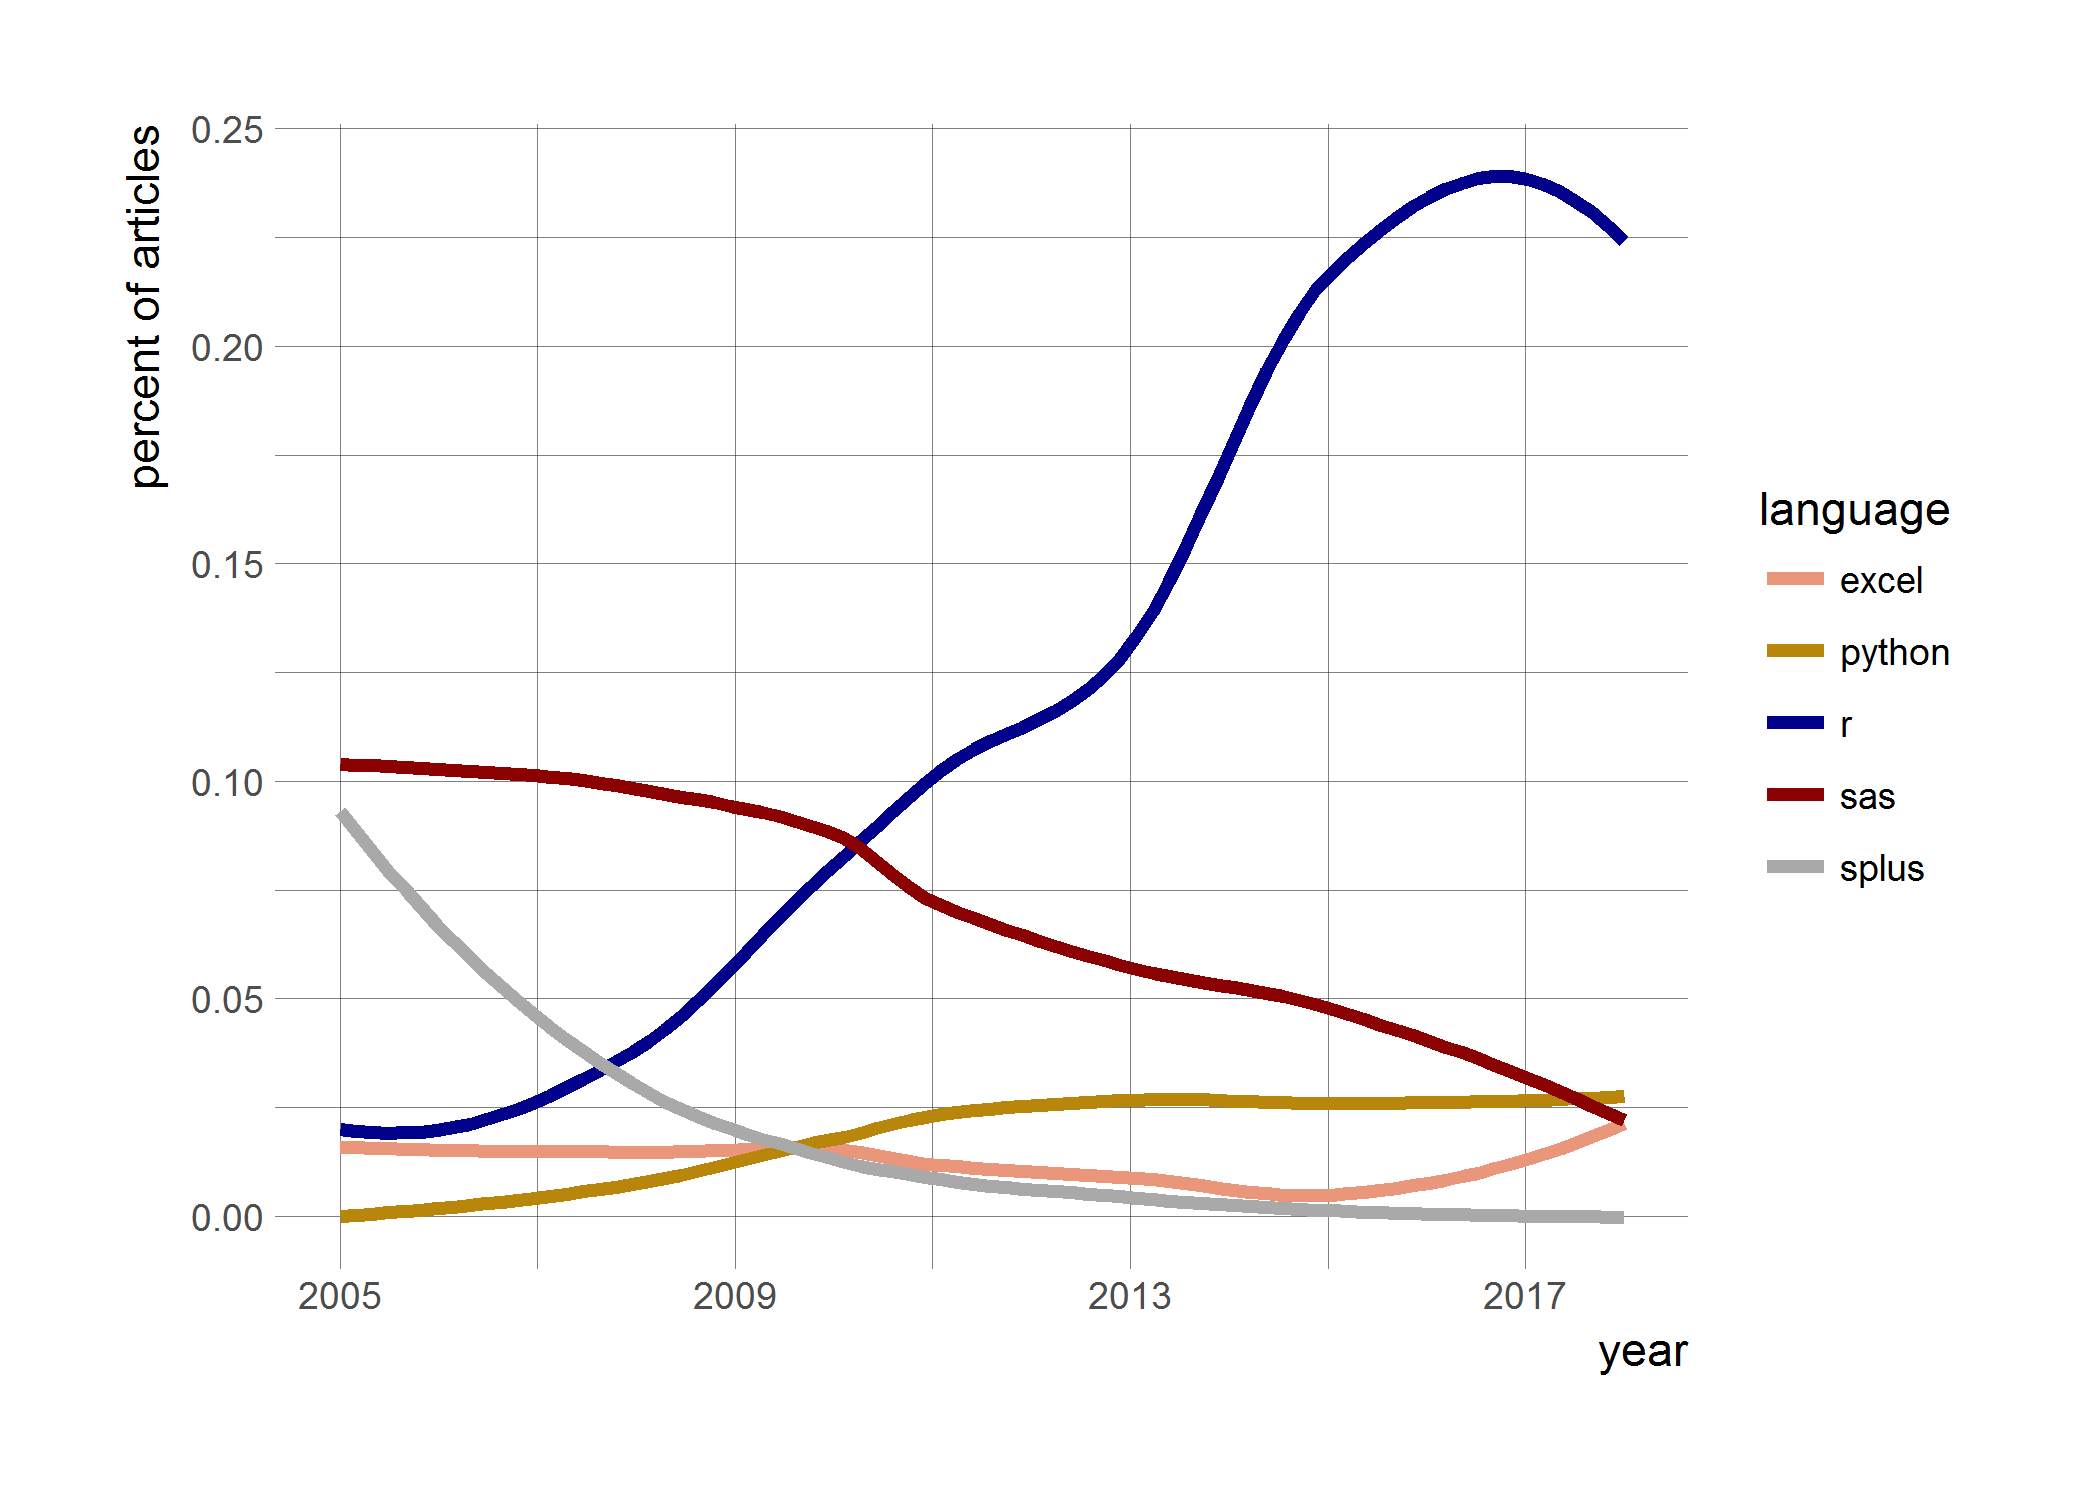 percent of articles
0.25
0.20
0.15
0.10
0.05
0.00
2005 2009 2013 2017
year
language
excel
python
r
sas
splus